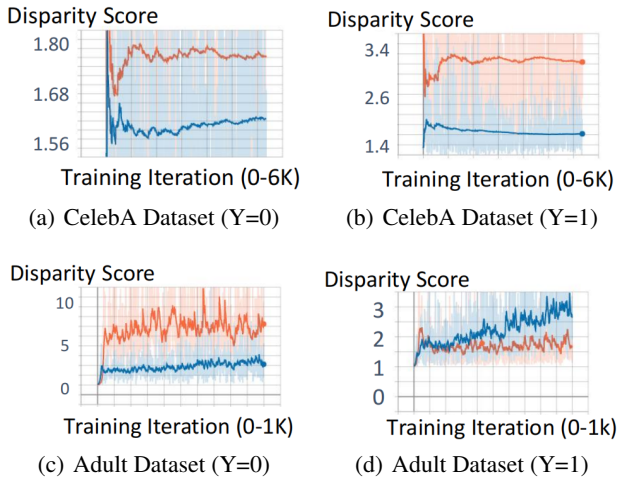 Disparity Score
1.80
1.68
1.56
Training Iteration (0-6K)
(a) CelebA Dataset (Y=0)
Disparity Score
3.4
2.6
1.4
Training Iteration (0-6K)
(b) CelebA Dataset (Y=1)
Disparity Score
10
5
0
Training Iteration (0-1K)
(c) Adult Dataset (Y=0)
Disparity Score
3
2
1
0
Training Iteration (0-1k)
(d) Adult Dataset (Y=1)